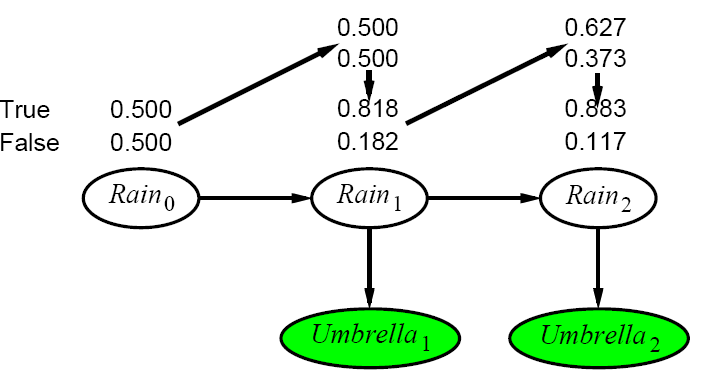 0.500 0.627
0.500 0.373
True 0.500 0.818 0.883
False 0.500 0.182 0.117
Rain0 Rain1 Rain2
Umbrella1 Umbrella2